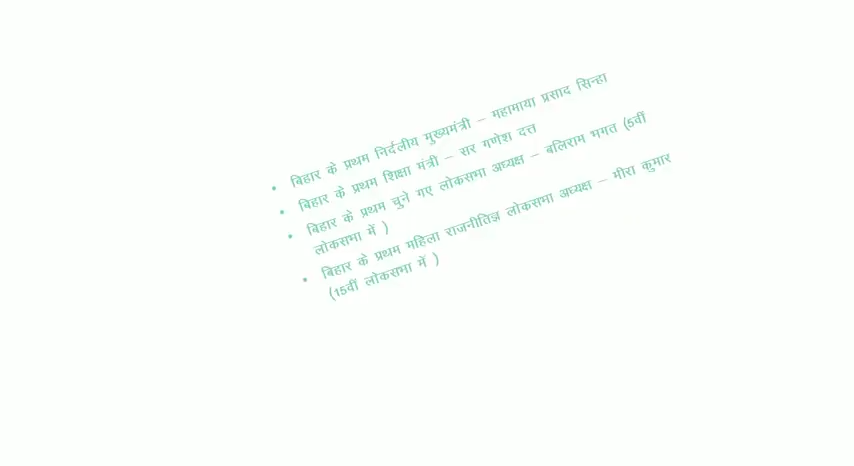 • बिहार के प्रथम निर्दलीय मुख्यमंत्री – महामाया प्रसाद सिन्हा
• बिहार के प्रथम शिक्षा मंत्री – सर गणेश दत्त
• बिहार के प्रथम चुने गए लोकसभा अध्यक्ष – बलिराम भगत (5वीं
लोकसभा में )
• बिहार के प्रथम महिला राजनीतिज्ञ लोकसभा अध्यक्ष – मीरा कुमार
(15वीं लोकसभा में )